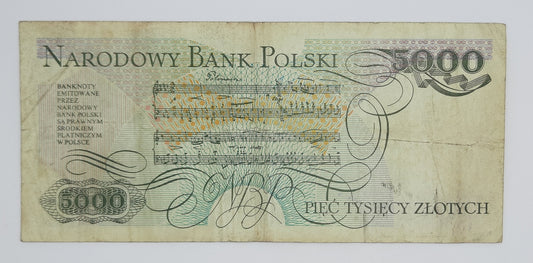 NARODOWY BANK POLSKI
5000
BANKNOTY
EMITOWANE
PRZEZ
NARODOWY
BANK POLSKI
SĄ PRAWNYM
ŚRODKIEM
PŁATNICZYM
W POLSCE
5000
NBP
PIĘĆ TYSIĘCY ZŁOTYCH